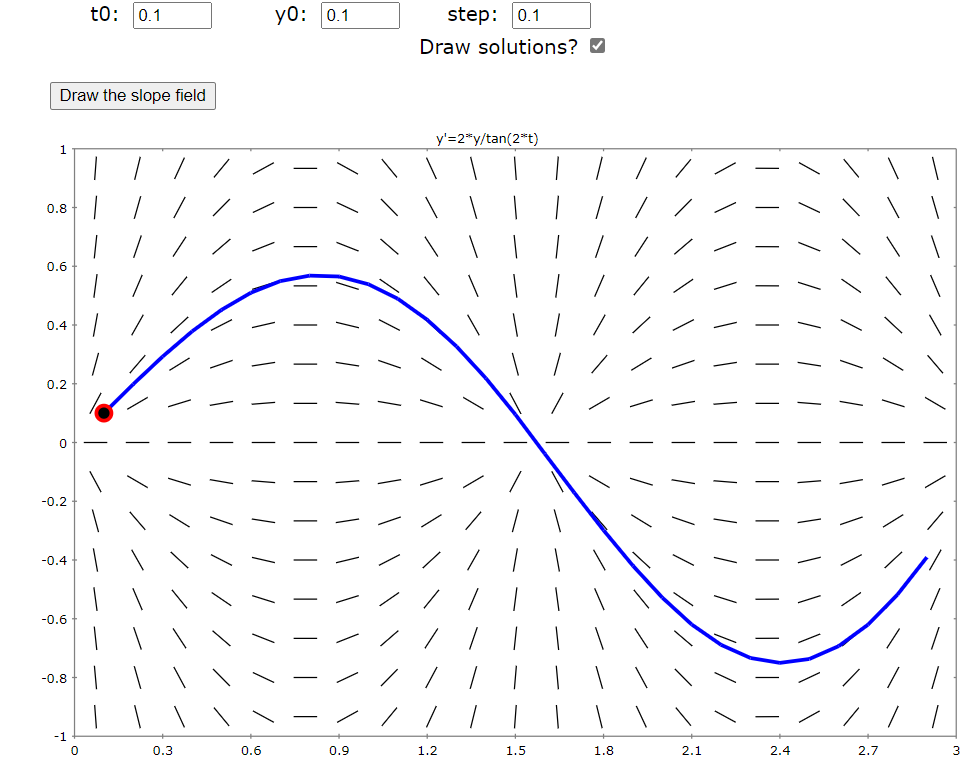 t0: 0.1 y0: 0.1 step: 0.1
Draw solutions?
Draw the slope field
y'=2*y/tan(2*t)
1
0.8
0.6
0.4
0.2
0
-0.2
-0.4
-0.6
-0.8
-1
0 0.3 0.6 0.9 1.2 1.5 1.8 2.1 2.4 2.7 3